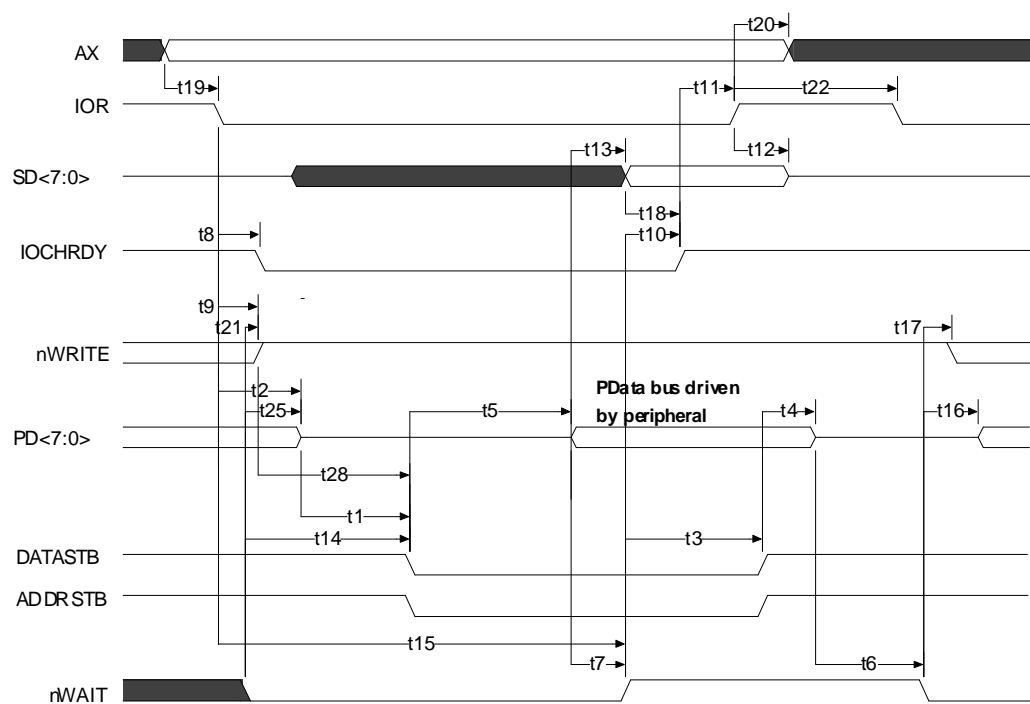 t20
AX
t19
t11
t22
IOR
t13
t12
SD<7:0>
t18
t8
t10
IOCHRDY
t9
t21
t17
nWRITE
PData bus driven
by peripheral
t2
t25
t5
t4
t16
PD<7:0>
t28
t1
t14
t3
DATASTB
ADDRSTB
t15
t7
t6
nWAIT